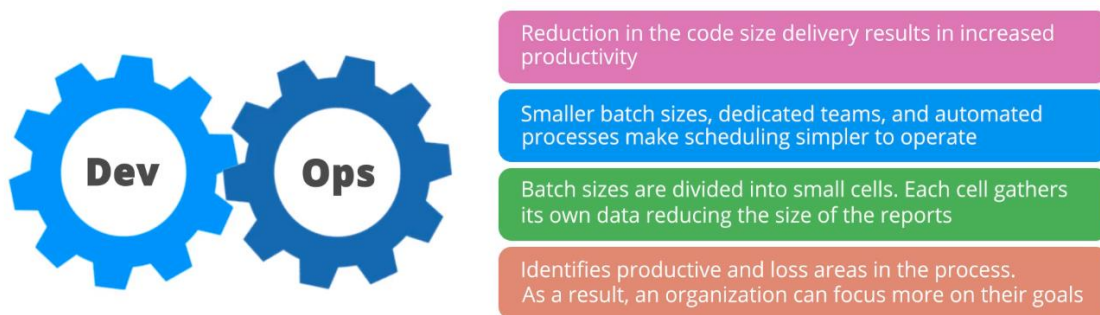 Dev
Ops
Reduction in the code size delivery results in increased
productivity
Smaller batch sizes, dedicated teams, and automated
processes make scheduling simpler to operate
Batch sizes are divided into small cells. Each cell gathers
its own data reducing the size of the reports
Identifies productive and loss areas in the process.
As a result, an organization can focus more on their goals